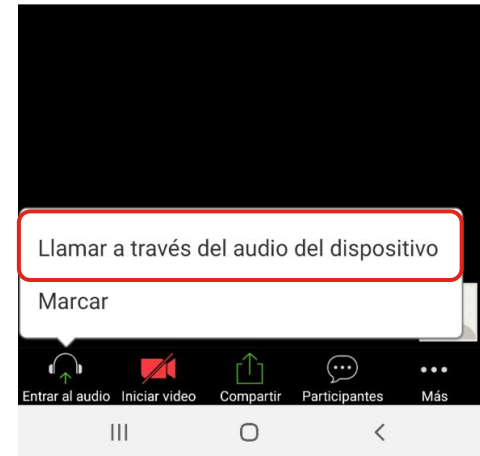 Llamar a través del audio del dispositivo
Marcar
Entrar al audio Iniciar video Compartir Participantes Más